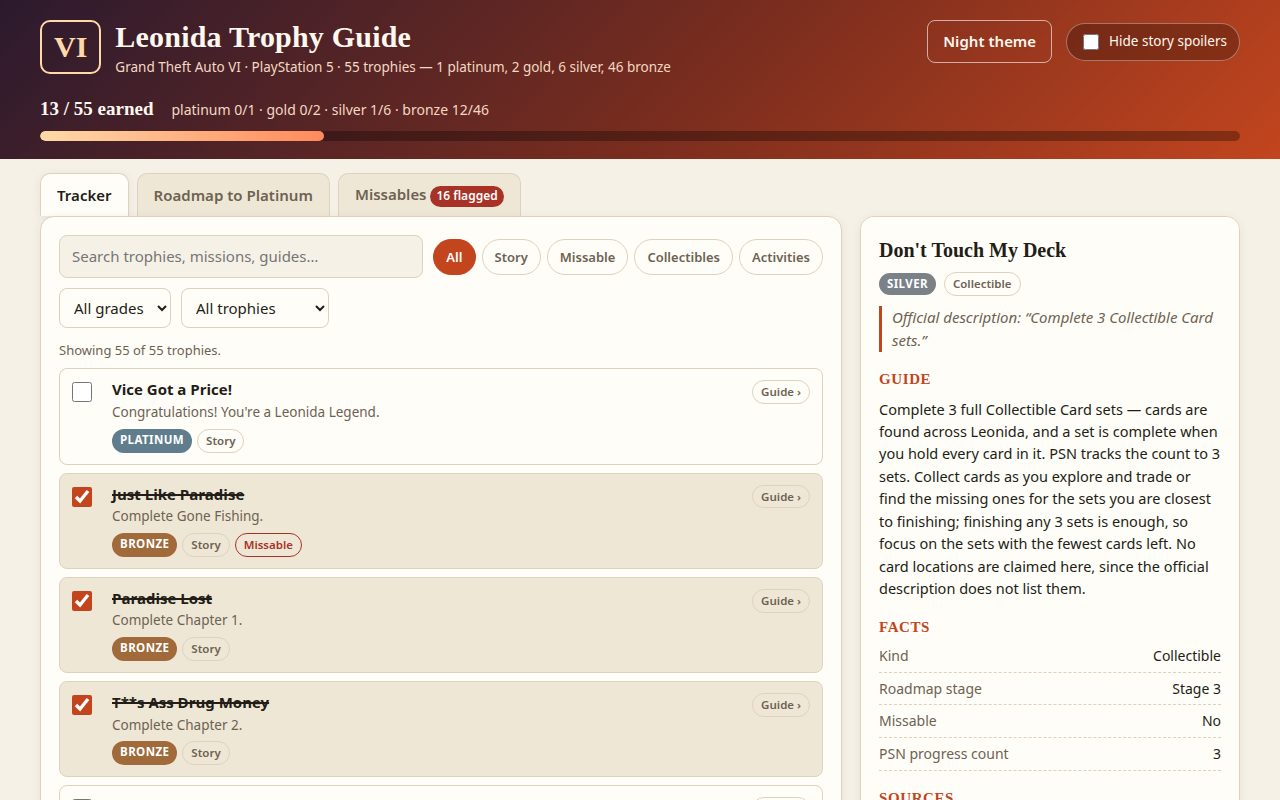 VI
Leonida Trophy Guide
Grand Theft Auto VI · PlayStation 5 · 55 trophies — 1 platinum, 2 gold, 6 silver, 46 bronze
Night theme
Hide story spoilers
13 / 55 earned platinum 0/1 · gold 0/2 · silver 1/6 · bronze 12/46
Tracker
Roadmap to Platinum
Missables 16 flagged
Search trophies, missions, guides...
All
Story
Missable
Collectibles
Activities
All grades
All trophies
Showing 55 of 55 trophies.
Vice Got a Price!
Guide ›
Congratulations! You're a Leonida Legend.
PLATINUM Story
Just Like Paradise
Guide ›
Complete Gone Fishing.
BRONZE Story Missable
Paradise Lost
Guide ›
Complete Chapter 1.
BRONZE Story
T**s Ass Drug Money
Guide ›
Complete Chapter 2.
BRONZE Story
Don't Touch My Deck
SILVER Collectible
Official description: “Complete 3 Collectible Card
sets.”
GUIDE
Complete 3 full Collectible Card sets — cards are
found across Leonida, and a set is complete when
you hold every card in it. PSN tracks the count to 3
sets. Collect cards as you explore and trade or
find the missing ones for the sets you are closest
to finishing; finishing any 3 sets is enough, so
focus on the sets with the fewest cards left. No
card locations are claimed here, since the official
description does not list them.
FACTS
Kind Collectible
Roadmap stage Stage 3
Missable No
PSN progress count 3
SOURCES